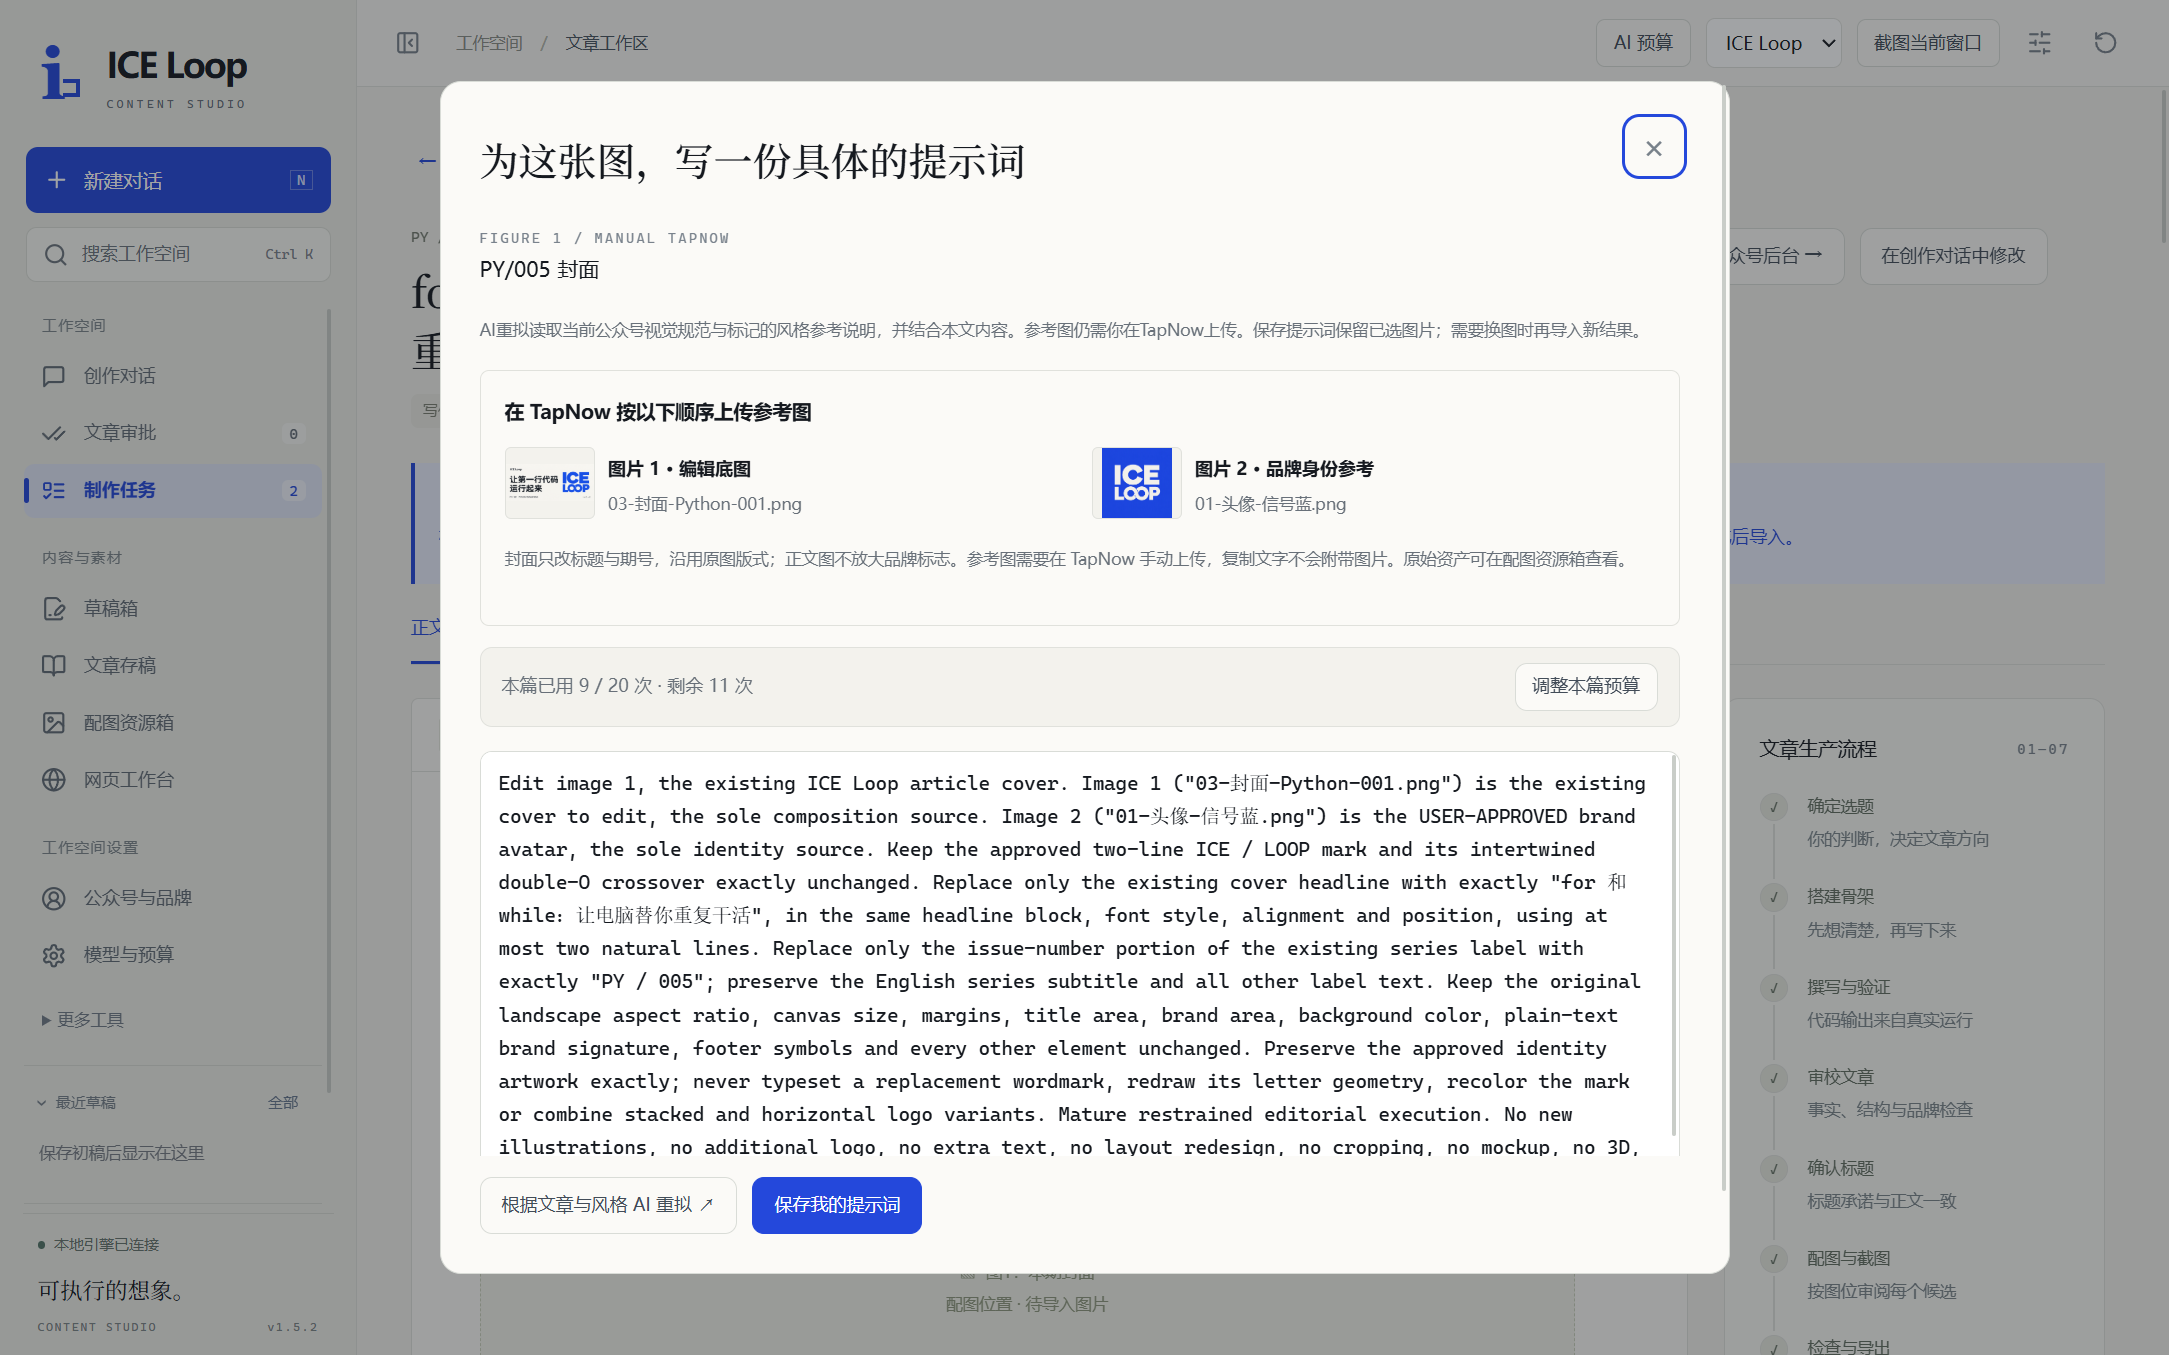 ICE Loop
CONTENT STUDIO
新建对话
N
搜索工作空间
Ctrl K
工作空间
创作对话
文章审批
0
制作任务
2
内容与素材
草稿箱
文章存稿
配图资源箱
网页工作台
工作空间设置
公众号与品牌
模型与预算
更多工具
最近草稿
全部
保存初稿后显示在这里
本地引擎已连接
可执行的想象。
CONTENT STUDIO
v1.5.2
工作空间 / 文章工作区
AI 预算
ICE Loop
截图当前窗口
←
PY
fo
重
正文
众号后台 →
在创作对话中修改
后导入。
为这张图，写一份具体的提示词
×
FIGURE 1 / MANUAL TAPNOW
PY/005 封面
AI重拟读取当前公众号视觉规范与标记的风格参考说明，并结合本文内容。参考图仍需你在TapNow上传。保存提示词保留已选图片；需要换图时再导入新结果。
在 TapNow 按以下顺序上传参考图
让第一行代码
运行起来
ICE
LOOP
图片 1 • 编辑底图
03-封面-Python-001.png
ICE
LOOP
图片 2 • 品牌身份参考
01-头像-信号蓝.png
封面只改标题与期号，沿用原图版式；正文图不放大品牌标志。参考图需要在 TapNow 手动上传，复制文字不会附带图片。原始资产可在配图资源箱查看。
本篇已用 9 / 20 次 · 剩余 11 次
调整本篇预算
Edit image 1, the existing ICE Loop article cover. Image 1 ("03-封面-Python-001.png") is the existing
cover to edit, the sole composition source. Image 2 ("01-头像-信号蓝.png") is the USER-APPROVED brand
avatar, the sole identity source. Keep the approved two-line ICE / LOOP mark and its intertwined
double-O crossover exactly unchanged. Replace only the existing cover headline with exactly "for 和
while：让电脑替你重复干活", in the same headline block, font style, alignment and position, using at
most two natural lines. Replace only the issue-number portion of the existing series label with
exactly "PY / 005"; preserve the English series subtitle and all other label text. Keep the original
landscape aspect ratio, canvas size, margins, title area, brand area, background color, plain-text
brand signature, footer symbols and every other element unchanged. Preserve the approved identity
artwork exactly; never typeset a replacement wordmark, redraw its letter geometry, recolor the mark
or combine stacked and horizontal logo variants. Mature restrained editorial execution. No new
illustrations, no additional logo, no extra text, no layout redesign, no cropping, no mockup, no 3D,
根据文章与风格 AI 重拟 ↗
保存我的提示词
配图位置 · 待导入图片
文章生产流程
01–07
确定选题
你的判断，决定文章方向
搭建骨架
先想清楚，再写下来
撰写与验证
代码输出来自真实运行
审校文章
事实、结构与品牌检查
确认标题
标题承诺与正文一致
配图与截图
按图位审阅每个候选
检查与导出